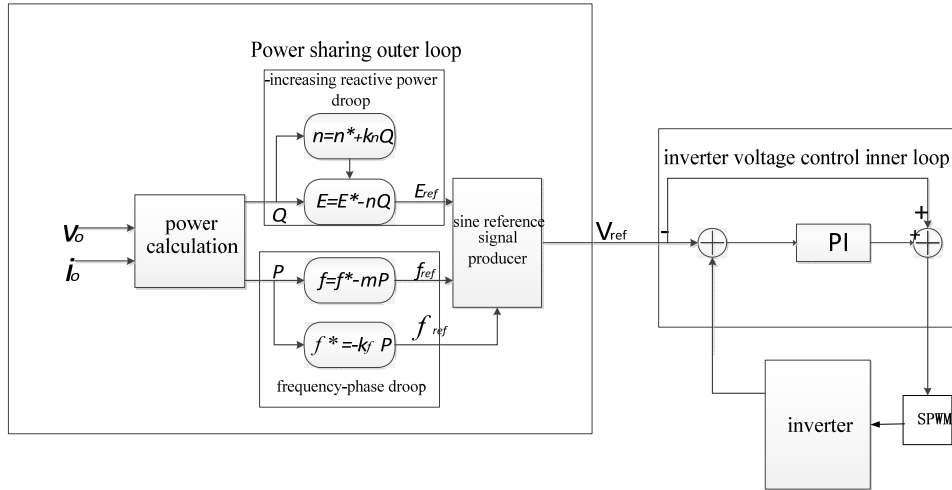 Power sharing outer loop
-increasing reactive power
droop
n=n*+knQ
E=E*-nQ
Eref
Q
power
calculation
vo
io
sine reference
signal
producer
P
f=f*-mP
fref
f*=-kf P
fref
frequency-phase droop
Vref
inverter voltage control inner loop
-
+
+
PI
inverter
SPWM